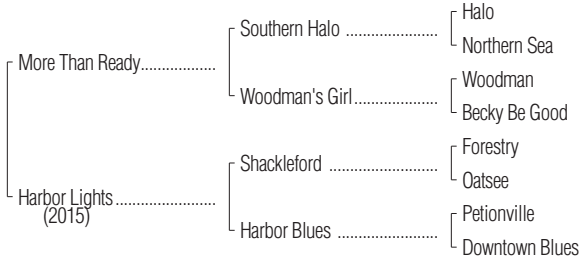 Halo
Southern Halo ....................
Northern Sea
More Than Ready.................
Woodman
Woodman's Girl..................
Becky Be Good
Forestry
Shackleford ........................
Oatsee
Harbor Lights ......................
(2015)
Petionville
Harbor Blues ......................
Downtown Blues